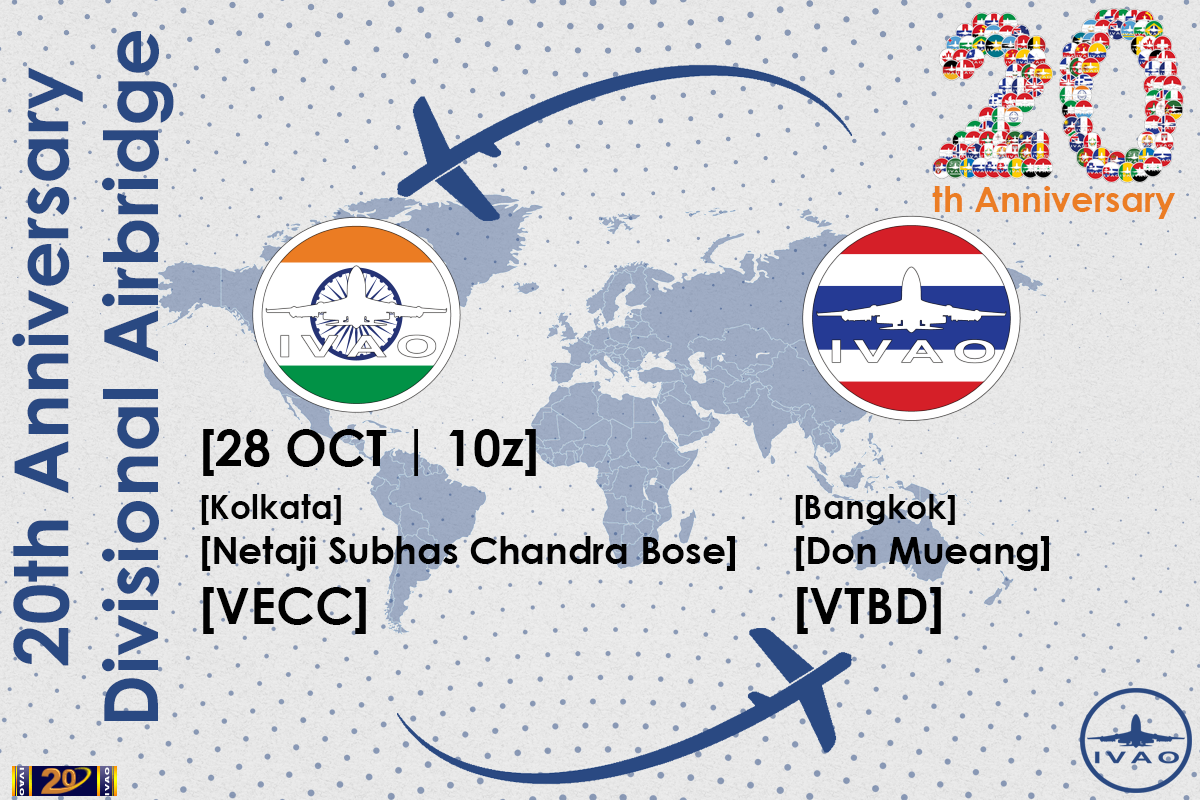 20th Anniversary
Divisional Airbridge
20
th Anniversary
IVAO
IVAO
[28 OCT | 10z]
[Kolkata]
[Netaji Subhas Chandra Bose]
[VECC]
[Bangkok]
[Don Mueang]
[VTBD]
IVAO
20
IVAO
IVAO